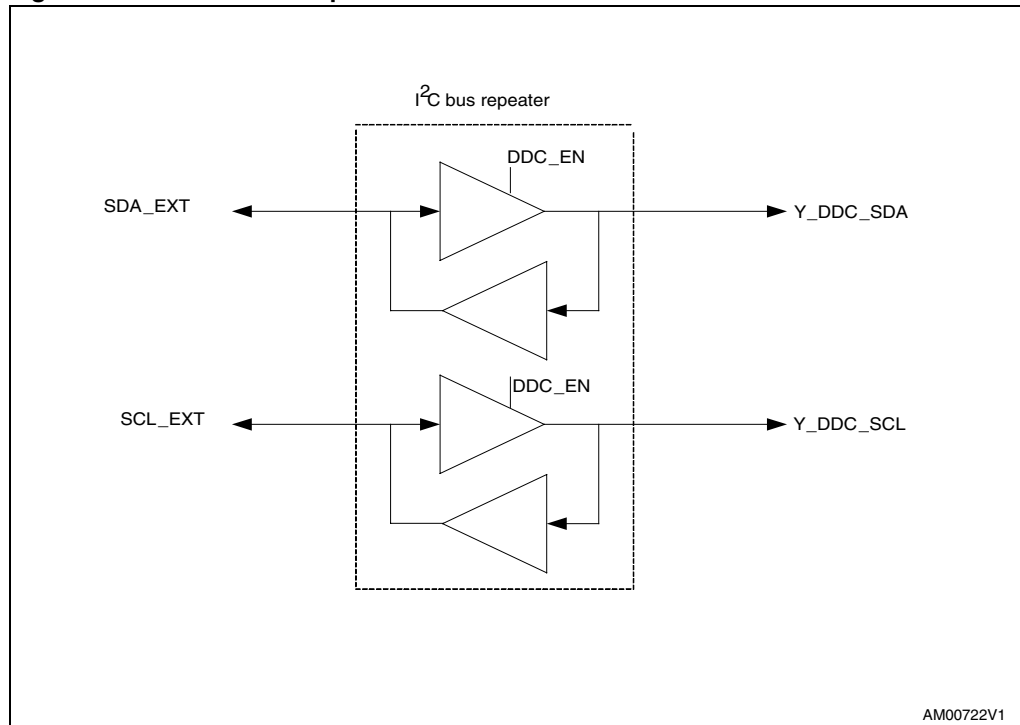 I²C bus repeater
DDC_EN
SDA_EXT
Y_DDC_SDA
DDC_EN
SCL_EXT
Y_DDC_SCL
AM00722V1